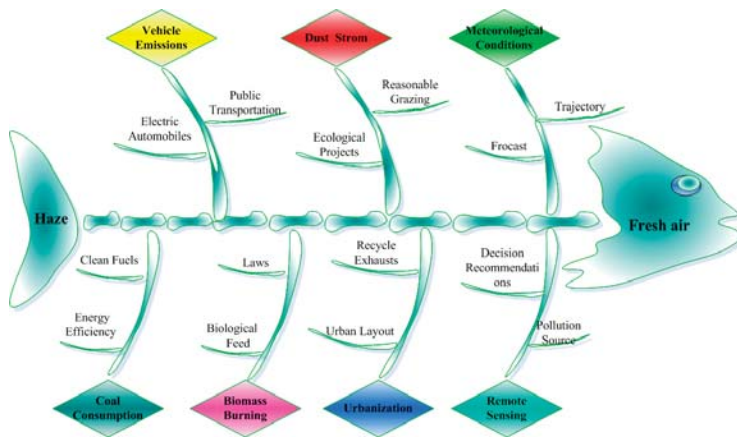 Vehicle
Emissions
Dust Strom
Meteorological
Conditions
Public
Transportation
Electric
Automobiles
Reasonable
Grazing
Ecological
Projects
Trajectory
Frocast
Haze
Fresh air
Clean Fuels
Energy
Efficiency
Laws
Biological
Feed
Recycle
Exhausts
Urban Layout
Decision
Recommendati
ons
Pollution
Source
Coal
Consumption
Biomass
Burning
Urbanization
Remote
Sensing